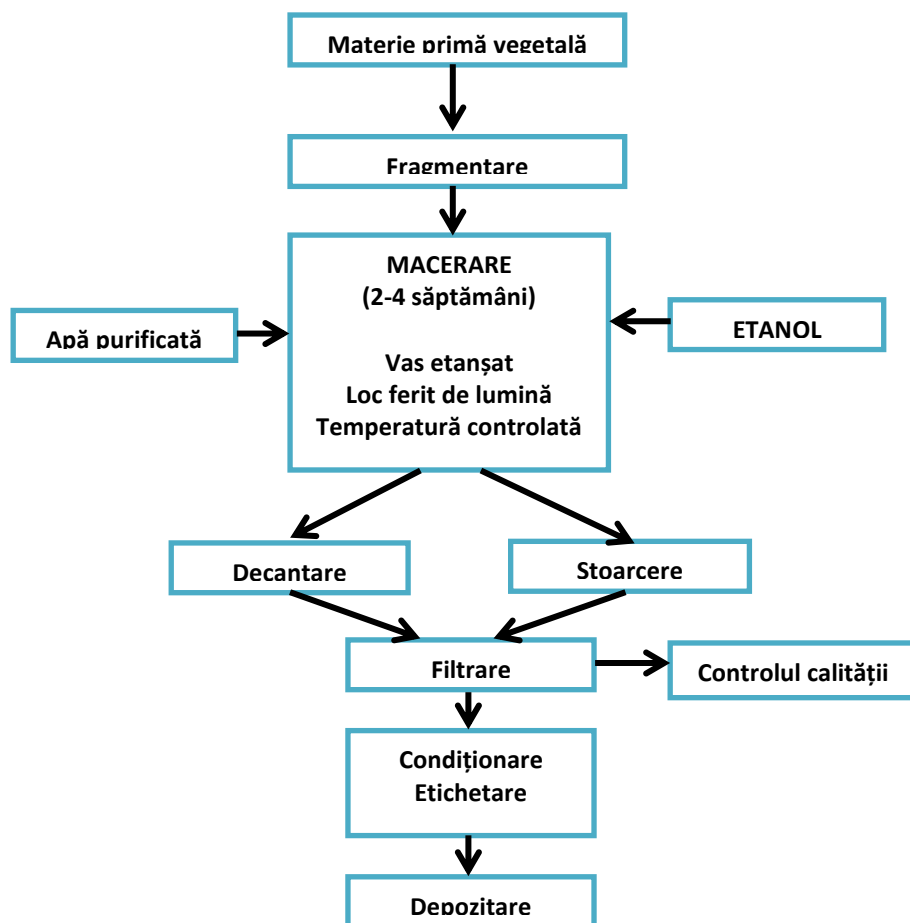 Materie primă vegetală
Fragmentare
MACERARE
(2-4 săptămâni)
Apă purificată
ETANOL
Vas etanșat
Loc ferit de lumină
Temperatură controlată
Decantare
Stoarcere
Filtrare
Controlul calității
Condiționare
Etichetare
Depozitare